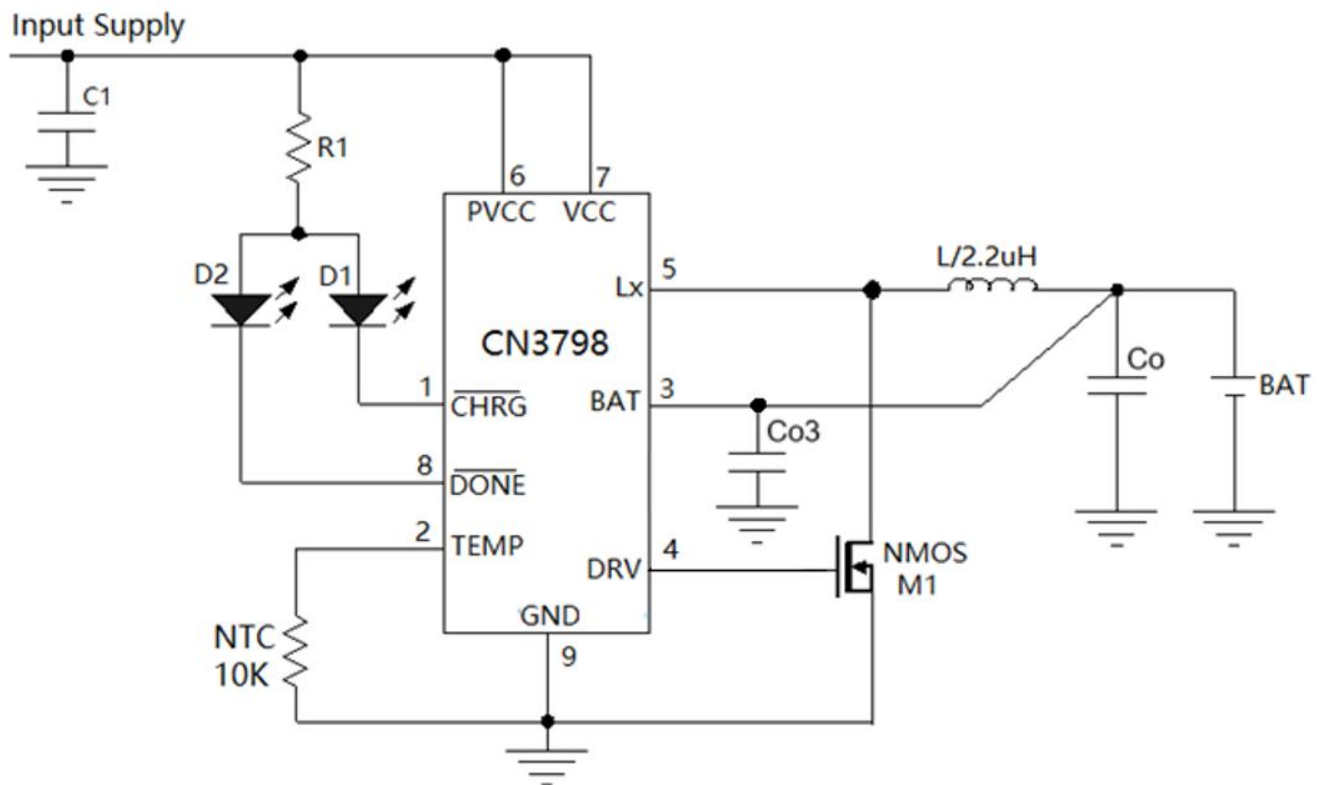 Input Supply
C1
R1
6
7
PVCC
VCC
D2
D1
L/2.2uH
5
Lx
CN3798
1
CHRG
BAT
3
Co
BAT
Co3
8
DONE
2
TEMP
4
DRV
NMOS
M1
GND
9
NTC
10K